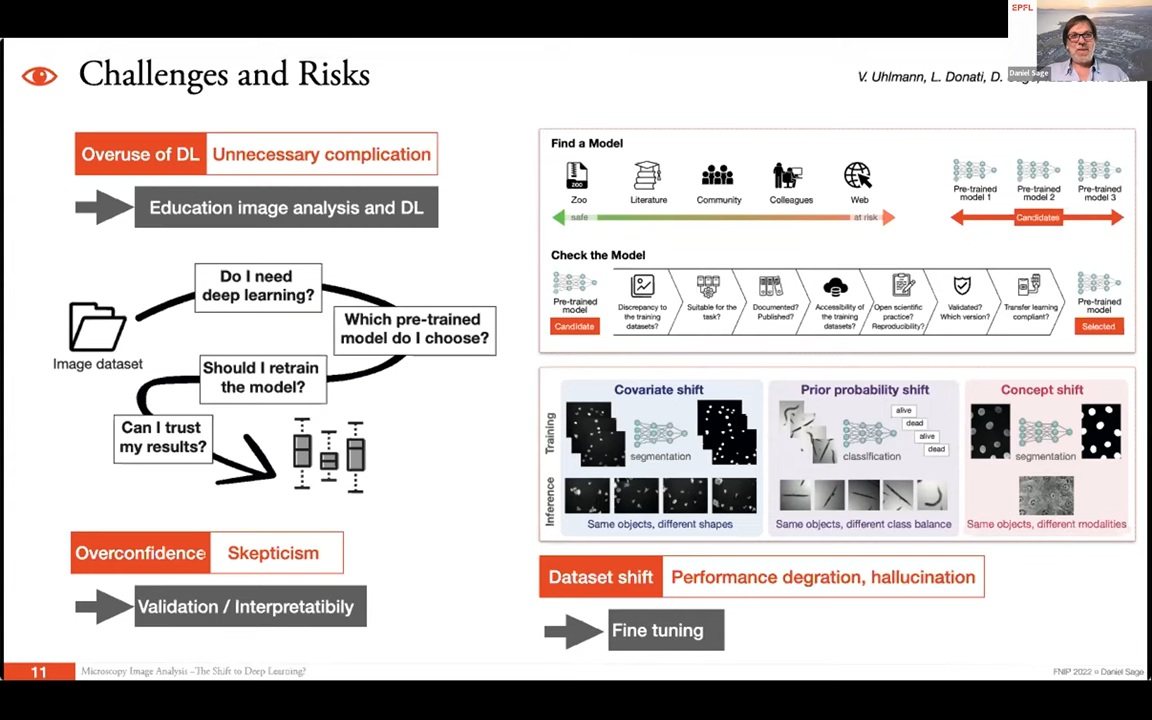 EPFL
Daniel Sage
Challenges and Risks
V. Uhlmann, L. Donati, D.
Overuse of DL Unnecessary complication
Education image analysis and DL
Image dataset
Do I need
deep learning?
Which pre-trained
model do I choose?
Should I retrain
the model?
Can I trust
my results?
Overconfidence Skepticism
Validation / Interpretatibily
Find a Model
ZOO
Zoo
Literature
Community
Colleagues
Web
safe
at risk
Pre-trained
model 1
Pre-trained
model 2
Pre-trained
model 3
Candidates
Check the Model
Pre-trained
model
Candidate
Discrepancy to
the training
datasets?
Suitable for the
task?
Documented?
Published?
Accessibility of
the training
datasets?
Open scientific
practice?
Reproducibility?
Validated?
Which version?
Transfer learning
compliant?
Pre-trained
model
Selected
Training
Inference
Covariate shift
segmentation
Same objects, different shapes
Prior probability shift
alive
dead
alive
dead
classification
Same objects, different class balance
Concept shift
segmentation
Same objects, different modalities
Dataset shift Performance degration, hallucination
Fine tuning
11
Microscopy Image Analysis –The Shift to Deep Learning?
FNIP 2022 ○ Daniel Sage